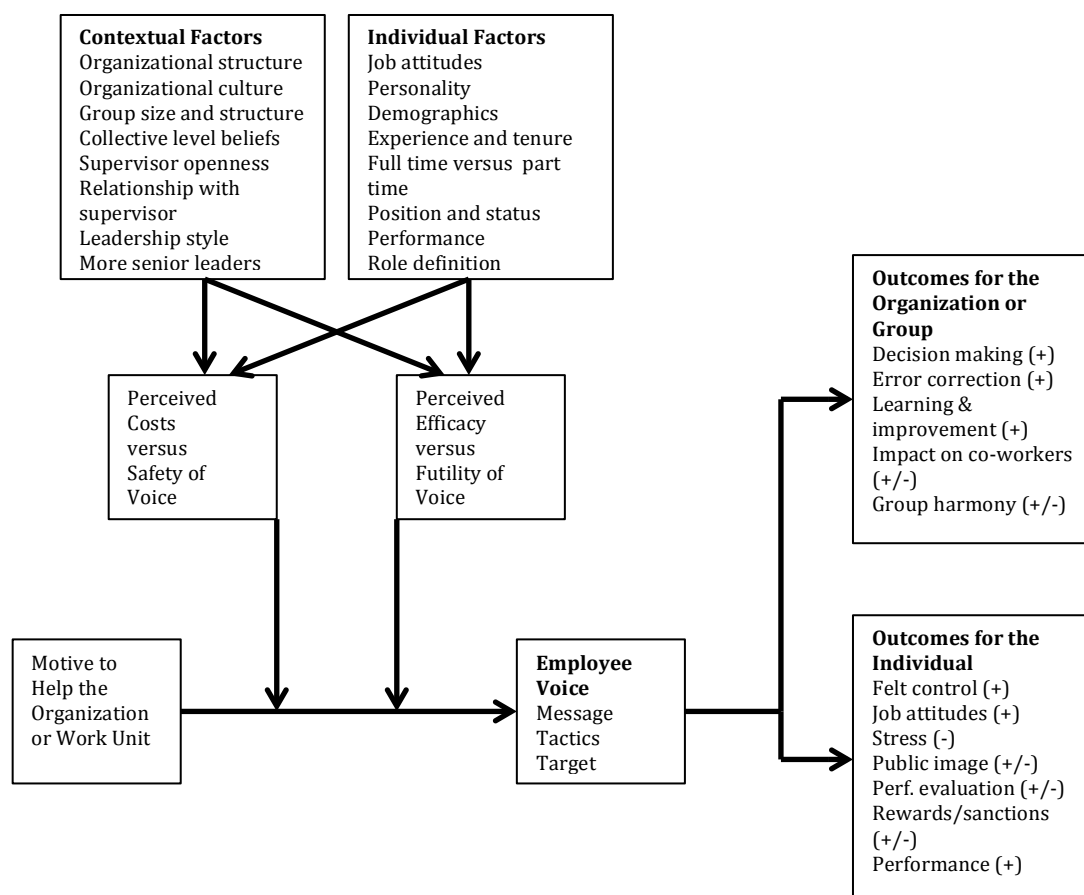 Contextual Factors
Organizational structure
Organizational culture
Group size and structure
Collective level beliefs
Supervisor openness
Relationship with
supervisor
Leadership style
More senior leaders
Individual Factors
Job attitudes
Personality
Demographics
Experience and tenure
Full time versus part
time
Position and status
Performance
Role definition
Perceived
Costs
versus
Safety of
Voice
Perceived
Efficacy
versus
Futility of
Voice
Motive to
Help the
Organization
or Work Unit
Employee
Voice
Message
Tactics
Target
Outcomes for the
Organization or
Group
Decision making (+)
Error correction (+)
Learning &
improvement (+)
Impact on co-workers
(+/-)
Group harmony (+/-)
Outcomes for the
Individual
Felt control (+)
Job attitudes (+)
Stress (-)
Public image (+/-)
Perf. evaluation (+/-)
Rewards/sanctions
(+/-)
Performance (+)